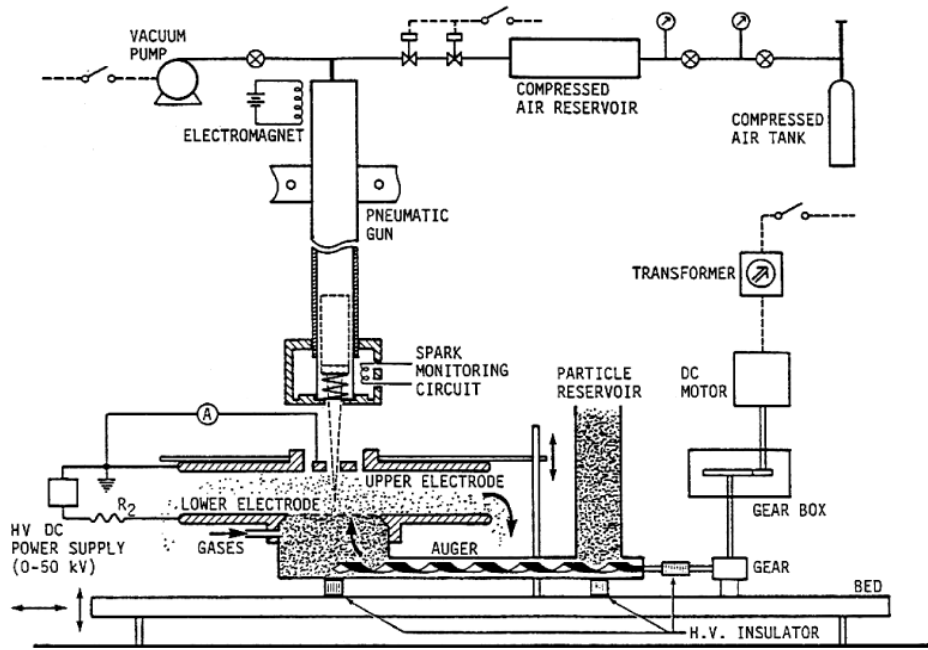 VACUUM
PUMP
ELECTROMAGNET
COMPRESSED
AIR RESERVOIR
COMPRESSED
AIR TANK
PNEUMATIC
GUN
TRANSFORMER
SPARK
MONITORING
CIRCUIT
PARTICLE
RESERVOIR
DC
MOTOR
A
UPPER ELECTRODE
LOWER ELECTRODE
R2
GEAR BOX
HV DC
POWER SUPPLY
(0-50 kV)
GASES
AUGER
GEAR
BED
H.V. INSULATOR